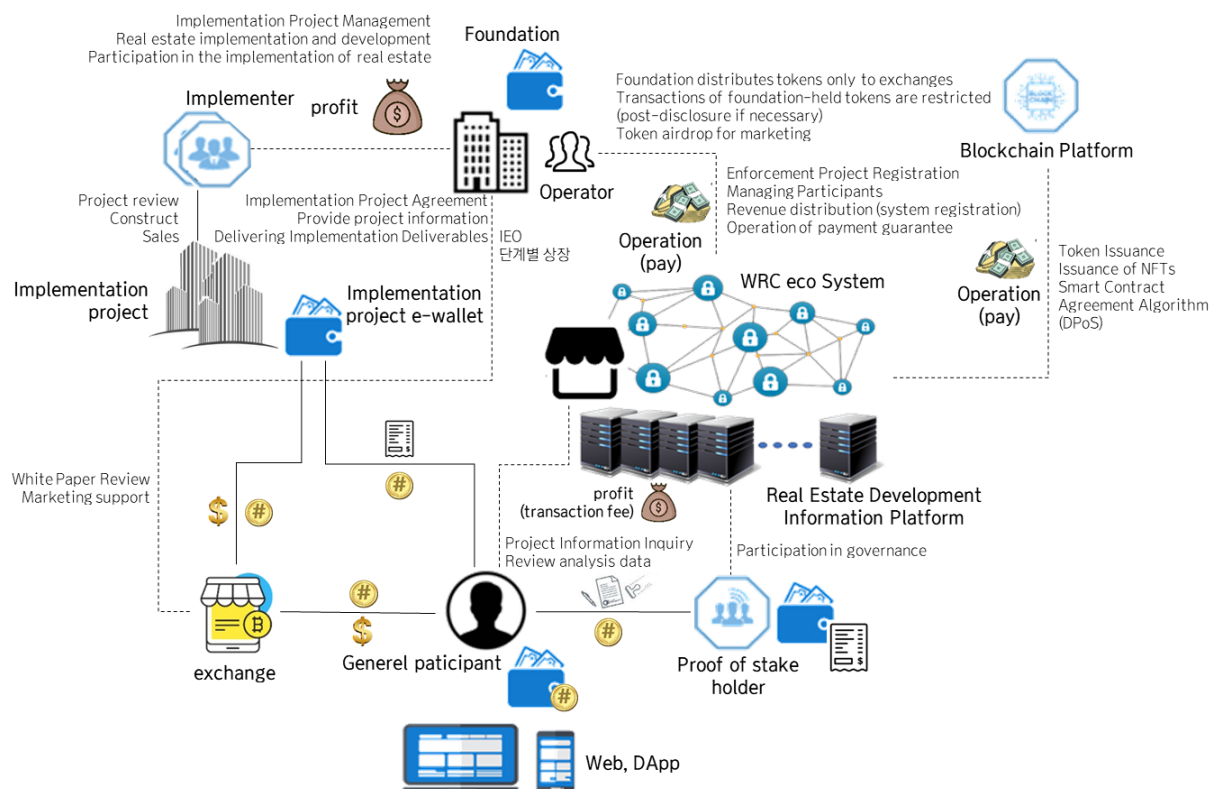 Implementation Project Management
Real estate implementation and development
Participation in the implementation of real estate
Foundation
Implementer
profit
Foundation distributes tokens only to exchanges
Transactions of foundation-held tokens are restricted
(post-disclosure if necessary)
Token airdrop for marketing
BLOCK
CHAIN
Blockchain Platform
Operator
Enforcement Project Registration
Managing Participants
Revenue distribution (system registration)
Operation of payment guarantee
Project review
Construct
Sales
Implementation Project Agreement
Provide project information
Delivering Implementation Deliverables
IEO
단계별 상장
Operation
(pay)
Token Issuance
Issuance of NFTs
Smart Contract
Agreement Algorithm
(DPoS)
Operation
(pay)
WRC eco System
Implementation
project
Implementation
project e-wallet
White Paper Review
Marketing support
profit
(transaction fee)
Real Estate Development
Information Platform
Project Information Inquiry
Review analysis data
Participation in governance
exchange
Generel paticipant
Proof of stake
holder
Web, DApp